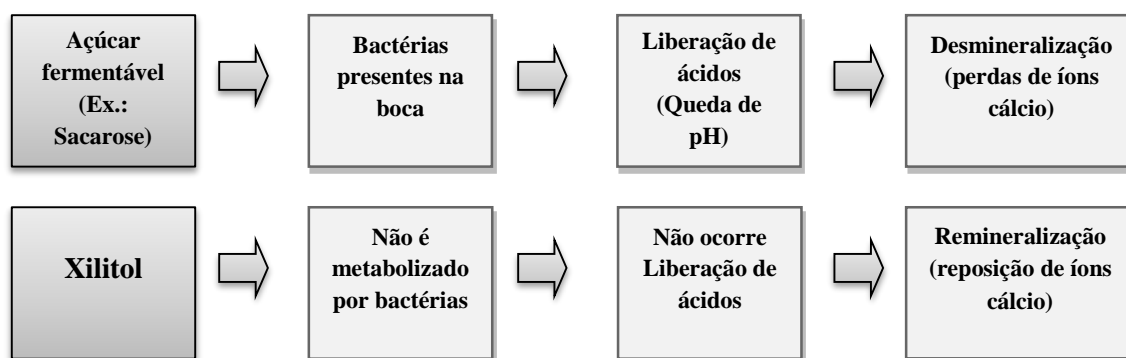 Açúcar
fermentável
(Ex.:
Sacarose)
Bactérias
presentes na
boca
Liberação de
ácidos
(Queda de
pH)
Desmineralização
(perdas de íons
cálcio)
Xilitol
Não é
metabolizado
por bactérias
Não ocorre
Liberação de
ácidos
Remineralização
(reposição de íons
cálcio)